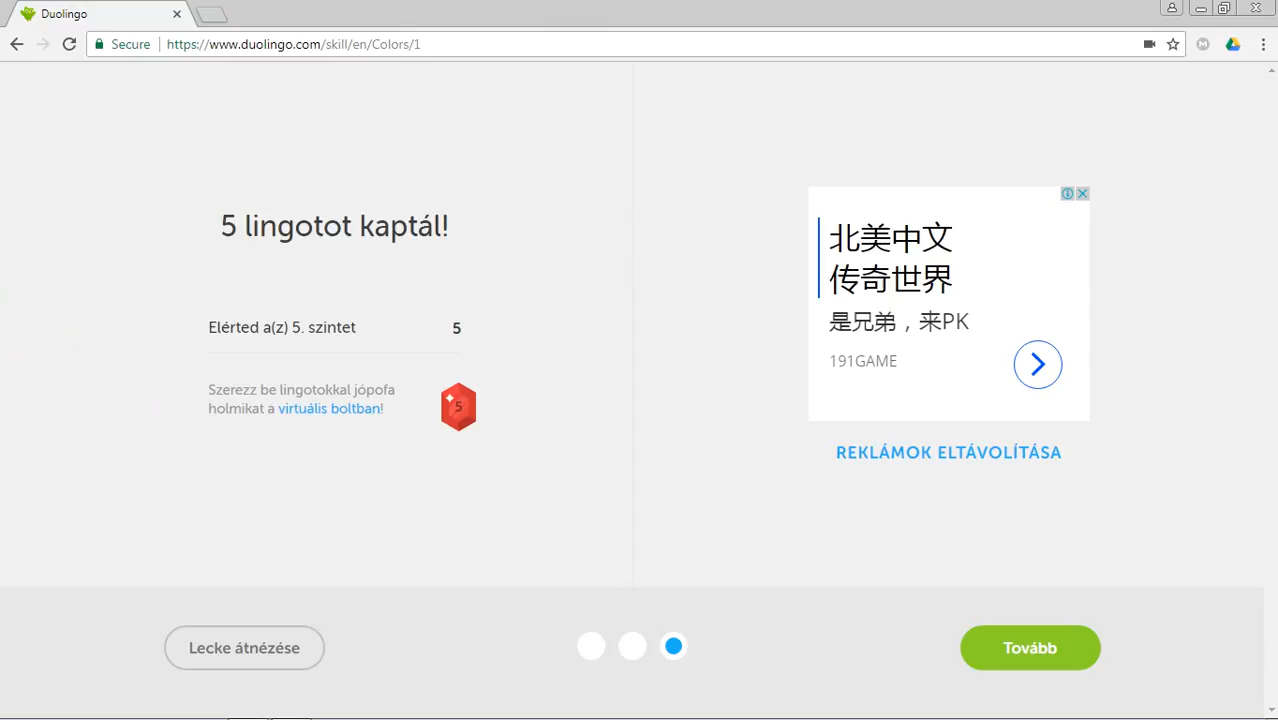 Duolingo
Secure
https://www.duolingo.com/skill/en/Colors/1
5 lingotot kaptál!
Elérted a(z) 5. szintet 5
Szerezz be lingotokkal jópofa
holmikat a virtuális boltban!
5
北美中文
传奇世界
是兄弟，来PK
191GAME
REKLÁMOK ELTÁVOLÍTÁSA
Lecke átnézése
Tovább